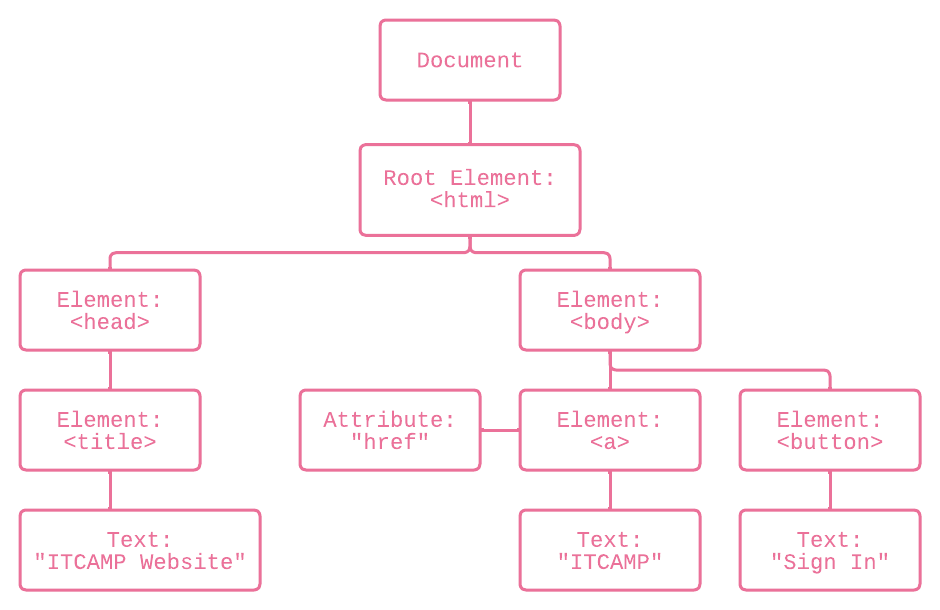 Document
Root Element:
<html>
Element:
<head>
Element:
<body>
Element:
<title>
Attribute:
"href"
Element:
<a>
Element:
<button>
Text:
"ITCAMP Website"
Text:
"ITCAMP"
Text:
"Sign In"